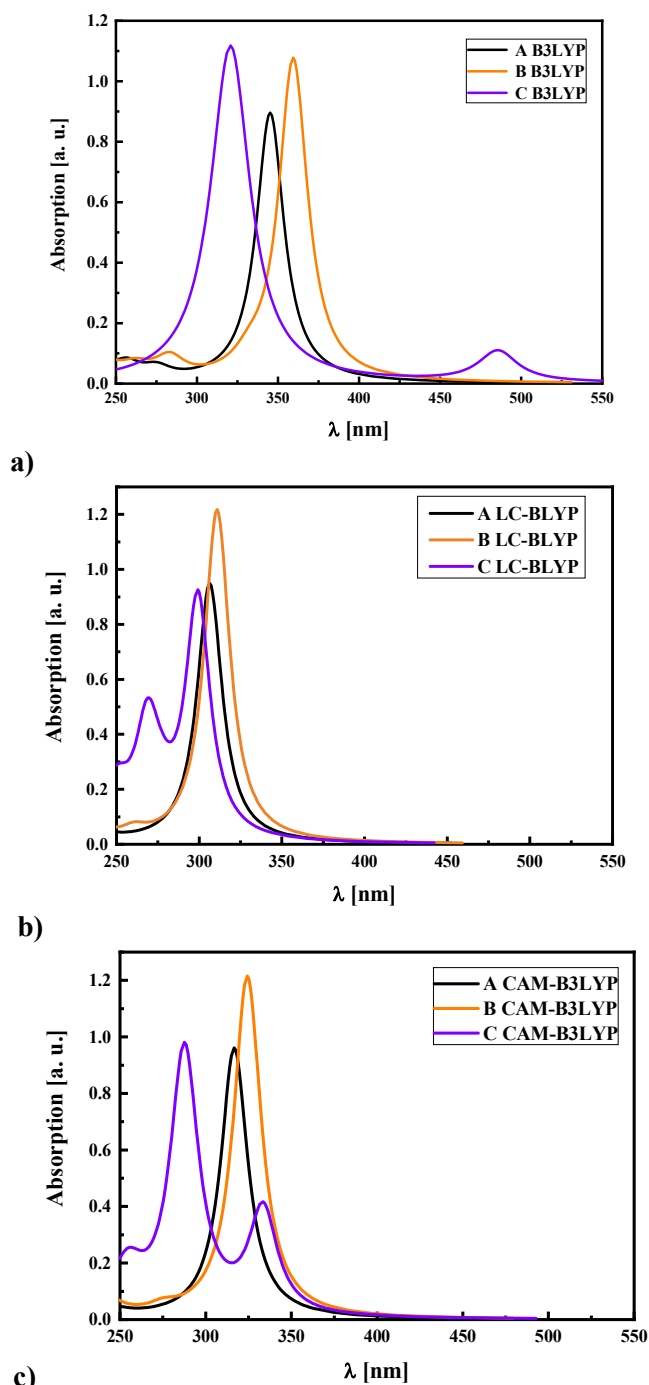 1.2
1.0
0.8
0.6
0.4
0.2
0.0
Absorption [a. u.]
A B3LYP
B B3LYP
C B3LYP
250 300 350 400 450 500 550
λ [nm]
a)
1.2
1.0
0.8
0.6
0.4
0.2
0.0
Absorption [a. u.]
A LC-BLYP
B LC-BLYP
C LC-BLYP
250 300 350 400 450 500 550
λ [nm]
b)
1.2
1.0
0.8
0.6
0.4
0.2
0.0
Absorption [a. u.]
A CAM-B3LYP
B CAM-B3LYP
C CAM-B3LYP
250 300 350 400 450 500 550
λ [nm]
c)